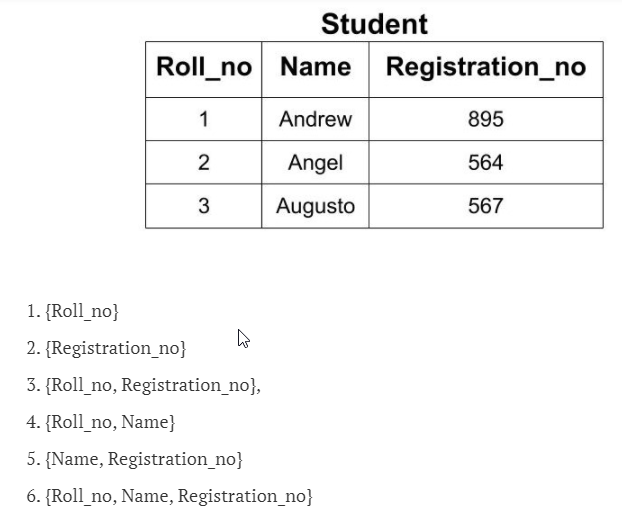 Student
Roll_no Name Registration_no
1 Andrew 895
2 Angel 564
3 Augusto 567
1. {Roll_no}
2. {Registration_no}
3. {Roll_no, Registration_no},
4. {Roll_no, Name}
5. {Name, Registration_no}
6. {Roll_no, Name, Registration_no}